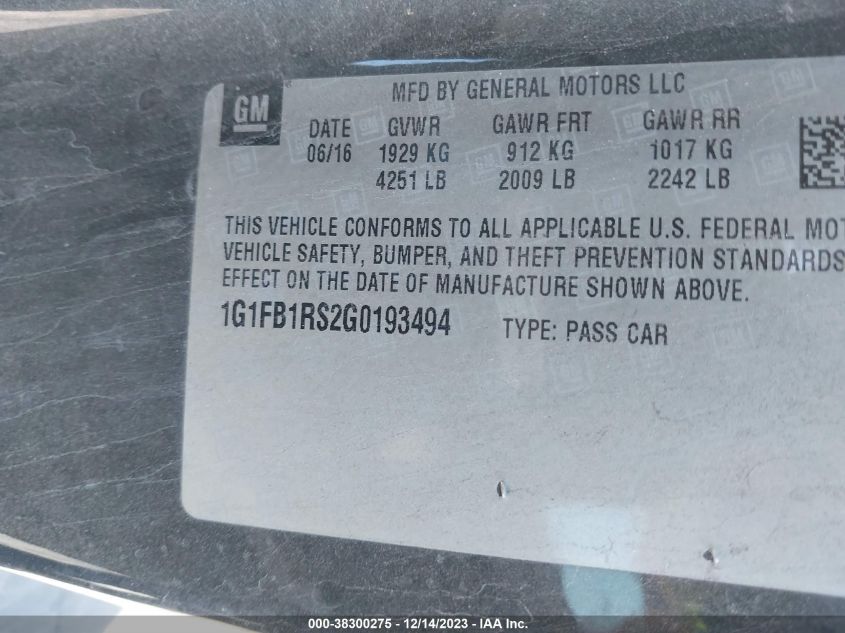 MFD BY GENERAL MOTORS LLC
GM
DATE GVWR GAWR FRT GAWR RR
06/16 1929 KG 912 KG 1017 KG
4251 LB 2009 LB 2242 LB
THIS VEHICLE CONFORMS TO ALL APPLICABLE U.S. FEDERAL MOT
VEHICLE SAFETY, BUMPER, AND THEFT PREVENTION STANDARDS
EFFECT ON THE DATE OF MANUFACTURE SHOWN ABOVE.
1G1FB1RS2G0193494 TYPE: PASS CAR
000-38300275 - 12/14/2023 - IAA Inc.